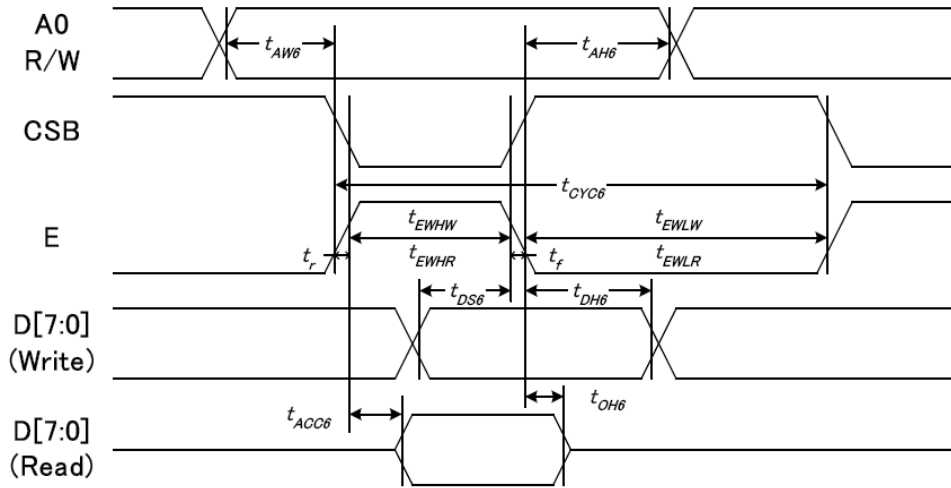 A0
R/W
tAW6
tAH6
CSB
tCYC6
E
tEWHW
tEWLW
tr
tEWHR
tf
tEWLR
tDS6
tDH6
D[7:0]
(Write)
tACC6
tOH6
D[7:0]
(Read)